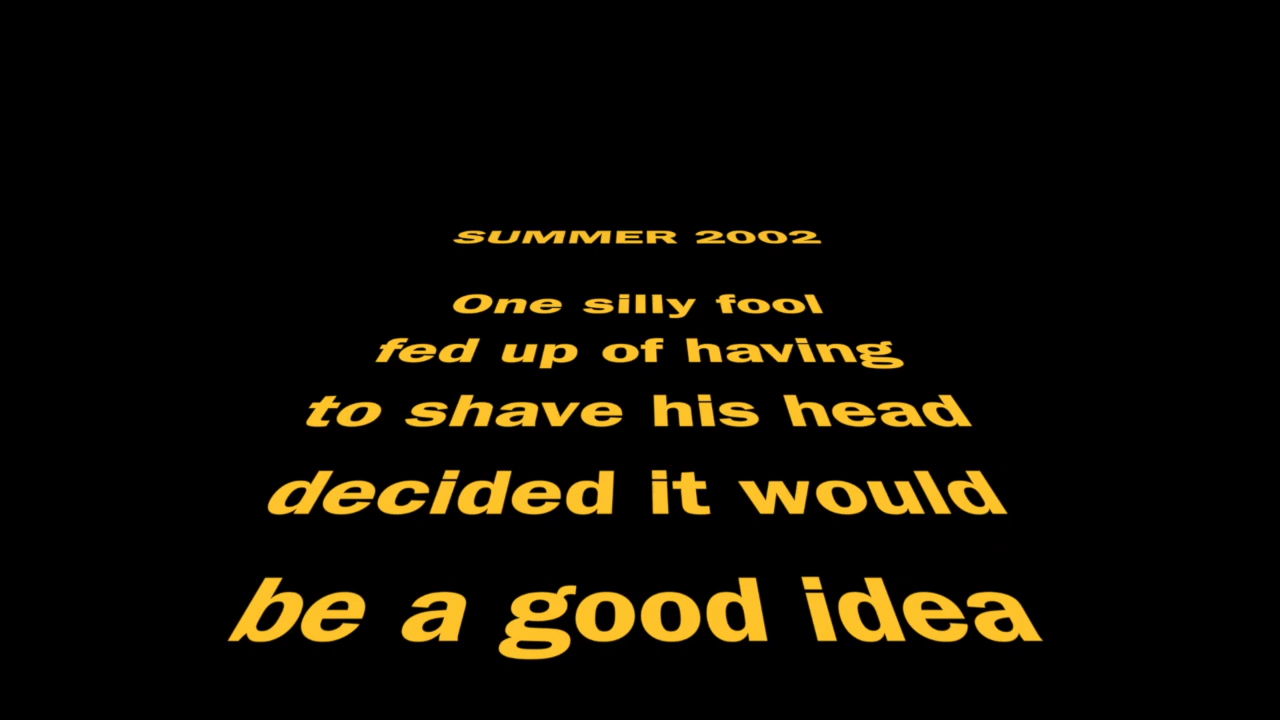 SUMMER 2002
One silly fool
fed up of having
to shave his head
decided it would
be a good idea